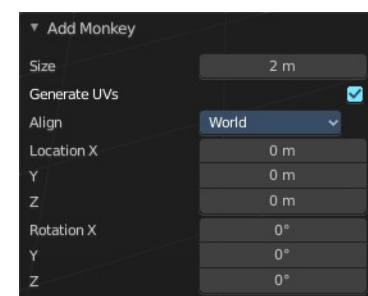 Add Monkey
Size 2 m
Generate UVs
Align World
Location X 0 m
Y 0 m
Z 0 m
Rotation X 0°
Y 0°
Z 0°